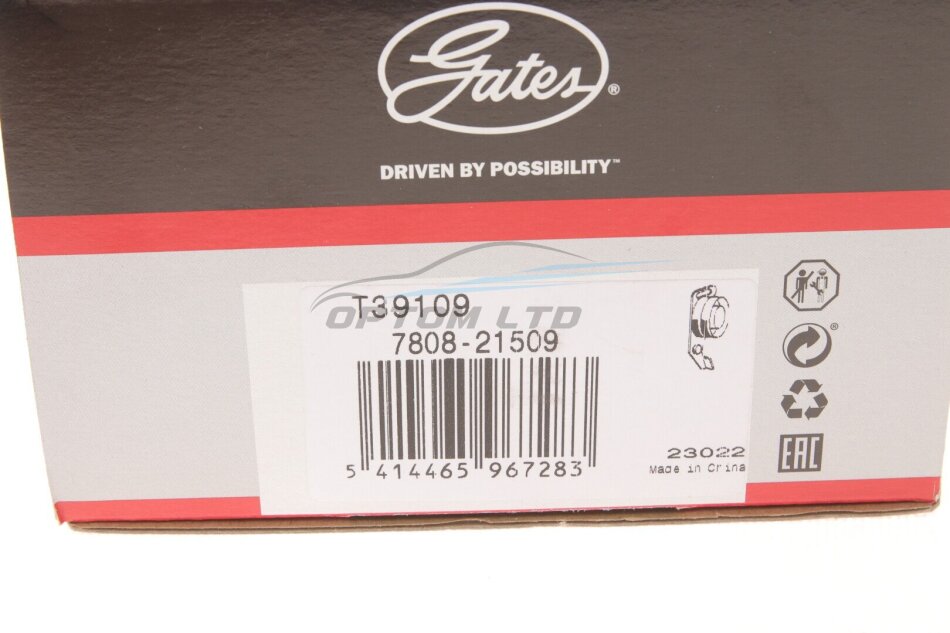 Gates®
DRIVEN BY POSSIBILITY™
T39109
OPTOM LTD
7808-21509
5 414465 967283
23022
Made in China
®
EAC